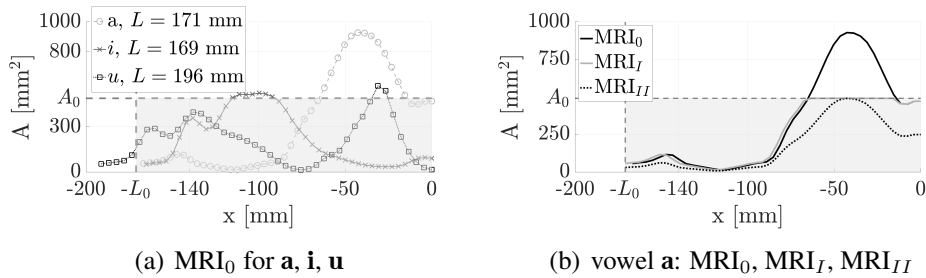 1000
800
A₀
300
0
A [mm²]
a, L = 171 mm
i, L = 169 mm
u, L = 196 mm
-200 -L₀ -140 -100 -50 0
x [mm]
(a) MRI₀ for a, i, u
1000
750
A₀
250
0
A [mm²]
MRI₀
MRI_I
MRI_II
-200 -L₀ -140 -100 -50 0
x [mm]
(b) vowel a: MRI₀, MRI_I, MRI_II